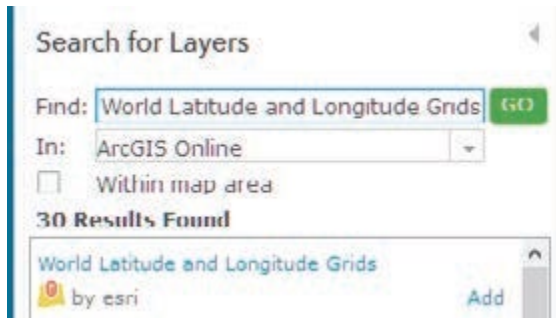 Search for Layers
Find: World Latitude and Longitude Grids GO
In: ArcGIS Online
Within map area
30 Results Found
World Latitude and Longitude Grids
by esri Add